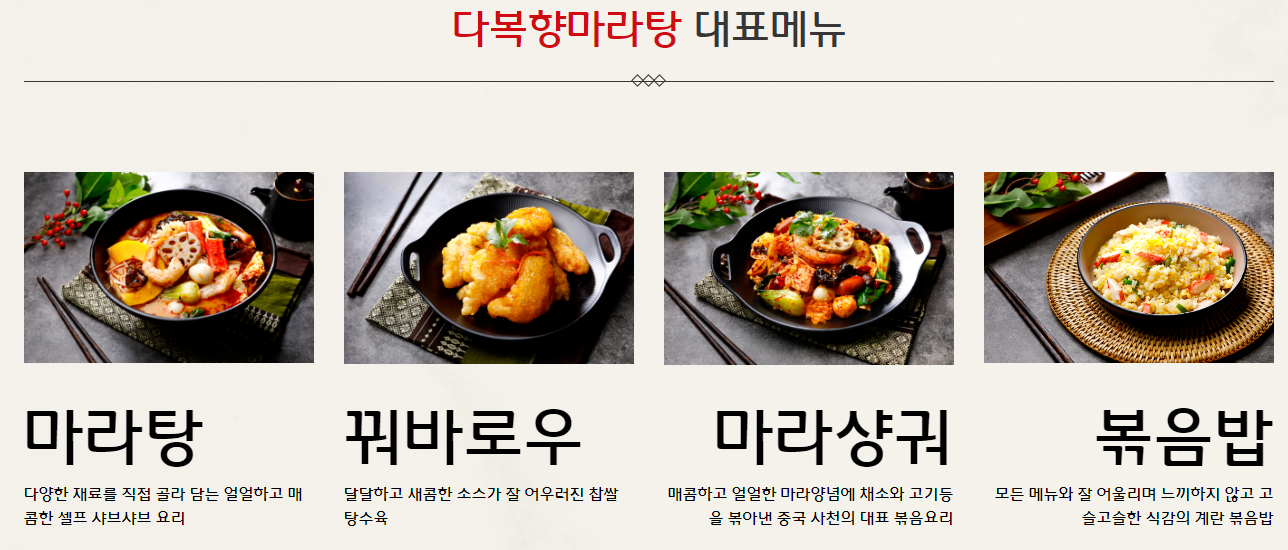 다복향마라탕 대표메뉴
마라탕
다양한 재료를 직접 골라 담는 얼얼하고 매
콤한 셀프 샤브샤브 요리
꿔바로우
달달하고 새콤한 소스가 잘 어우러진 찹쌀
탕수육
마라샹궈
매콤하고 얼얼한 마라양념에 채소와 고기등
을 볶아낸 중국 사천의 대표 볶음요리
볶음밥
모든 메뉴와 잘 어울리며 느끼하지 않고 고
슬고슬한 식감의 계란 볶음밥